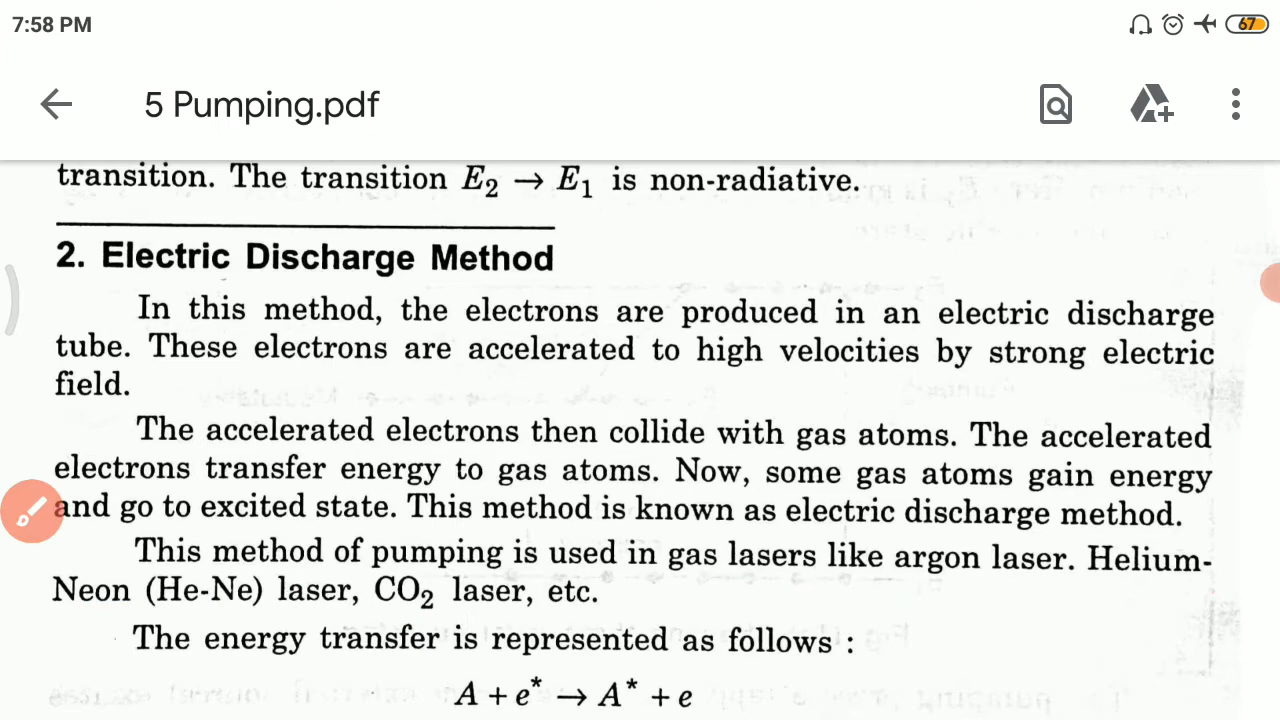 7:58 PM
67
5 Pumping.pdf
transition. The transition E₂ → E₁ is non-radiative.
2. Electric Discharge Method
In this method, the electrons are produced in an electric discharge
tube. These electrons are accelerated to high velocities by strong electric
field.
The accelerated electrons then collide with gas atoms. The accelerated
electrons transfer energy to gas atoms. Now, some gas atoms gain energy
and go to excited state. This method is known as electric discharge method.
This method of pumping is used in gas lasers like argon laser. Helium-
Neon (He-Ne) laser, CO₂ laser, etc.
The energy transfer is represented as follows :
A + e* → A* + e